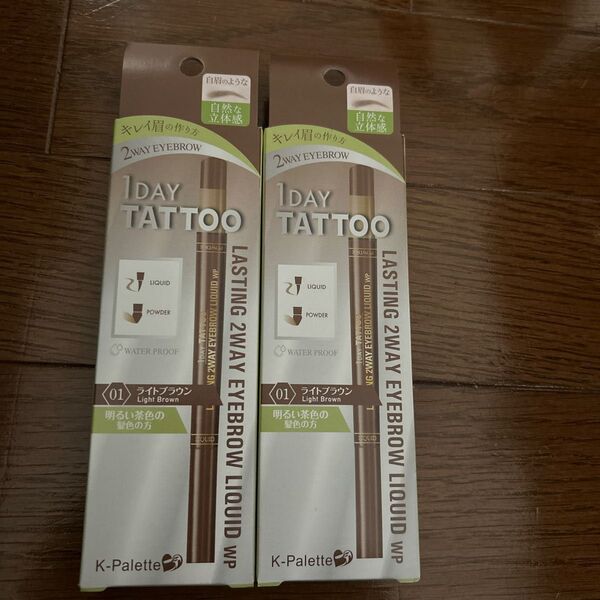 自眉のような
自然な
立体感
キレイ眉の作り方
2WAY EYEBROW
1DAY
TATTOO
LASTING 2WAY EYEBROW LIQUID WP
LIQUID
POWDER
WATER PROOF
01
ライトブラウン
Light Brown
明るい茶色の
髪色の方
LIQUID
K-Palette
自眉のような
自然な
立体感
キレイ眉の作り方
2WAY EYEBROW
1DAY
TATTOO
LASTING 2WAY EYEBROW LIQUID WP
LIQUID
POWDER
WATER PROOF
01
ライトブラウン
Light Brown
明るい茶色の
髪色の方
LIQUID
K-Palette